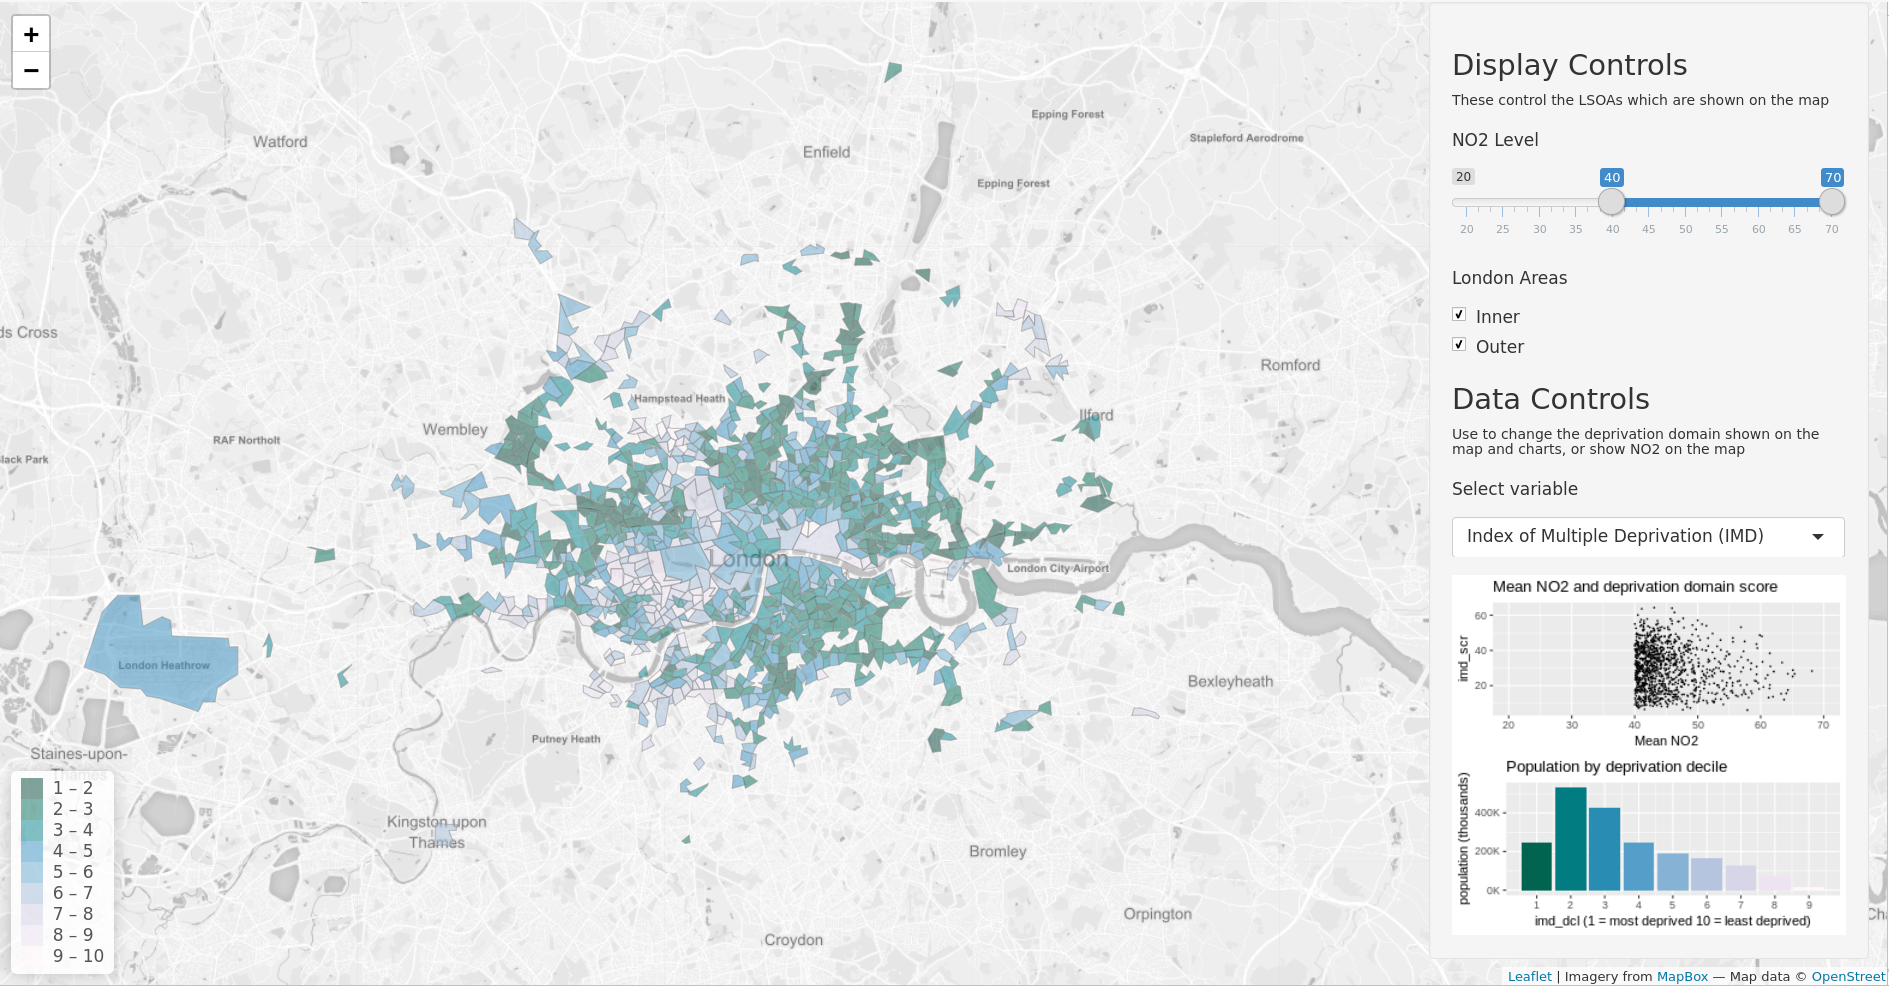 +
−
Watford
Enfield
Epping Forest
Stapleford Aerodrome
Epping Forest
ds Cross
Romford
Hampstead Heath
Ilford
Wembley
RAF Northolt
lack Park
London
London City Airport
London Heathrow
Bexleyheath
Putney Heath
Staines-upon-
Thames
Kingston upon
Thames
Bromley
Orpington
Croydon
Ch
1 – 2
2 – 3
3 – 4
4 – 5
5 – 6
6 – 7
7 – 8
8 – 9
9 – 10
Display Controls
These control the LSOAs which are shown on the map
NO2 Level
20
40
70
20 25 30 35 40 45 50 55 60 65 70
London Areas
Inner
Outer
Data Controls
Use to change the deprivation domain shown on the
map and charts, or show NO2 on the map
Select variable
Index of Multiple Deprivation (IMD)
Mean NO2 and deprivation domain score
imd_scr
60
40
20
20 30 40 50 60 70
Mean NO2
Population by deprivation decile
population (thousands)
400K
200K
0K
1 2 3 4 5 6 7 8 9
imd_dcl (1 = most deprived 10 = least deprived)
Leaflet | Imagery from MapBox — Map data © OpenStreet